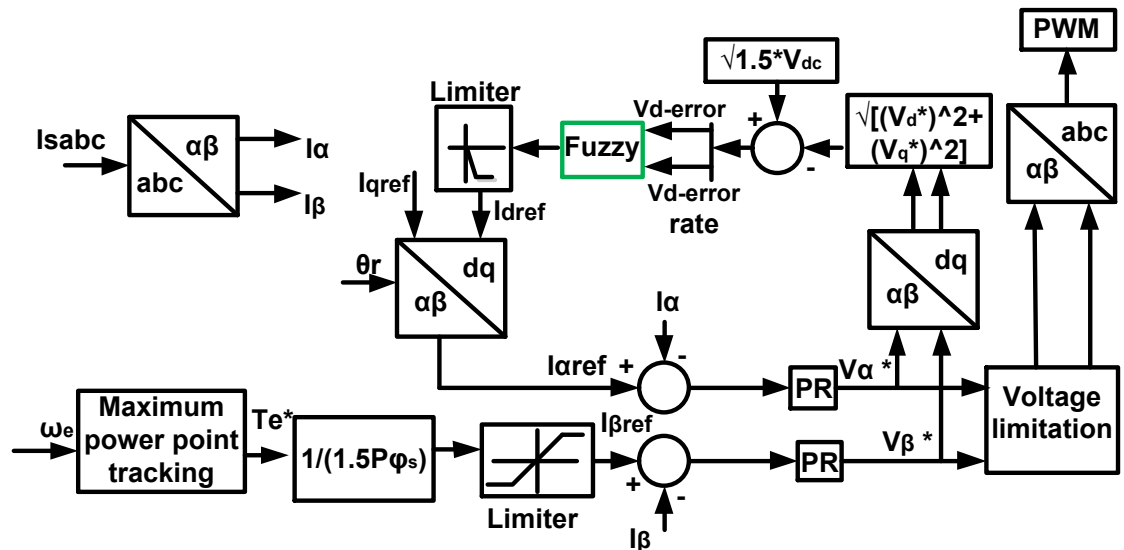 PWM
√1.5*Vdc
Limiter
Vd-error
+
-
Fuzzy
Vd-error
rate
√[(Vd*)^2+
(Vq*)^2]
abc
αβ
Isabc
αβ
abc
Iα
Iβ
Iqref
Idref
θr
dq
αβ
dq
αβ
Iα
Iαref
+
-
PR
Vα *
Voltage
limitation
ωe
Maximum
power point
tracking
Te*
1/(1.5Pφs)
Limiter
Iβref
+
-
Iβ
PR
Vβ *